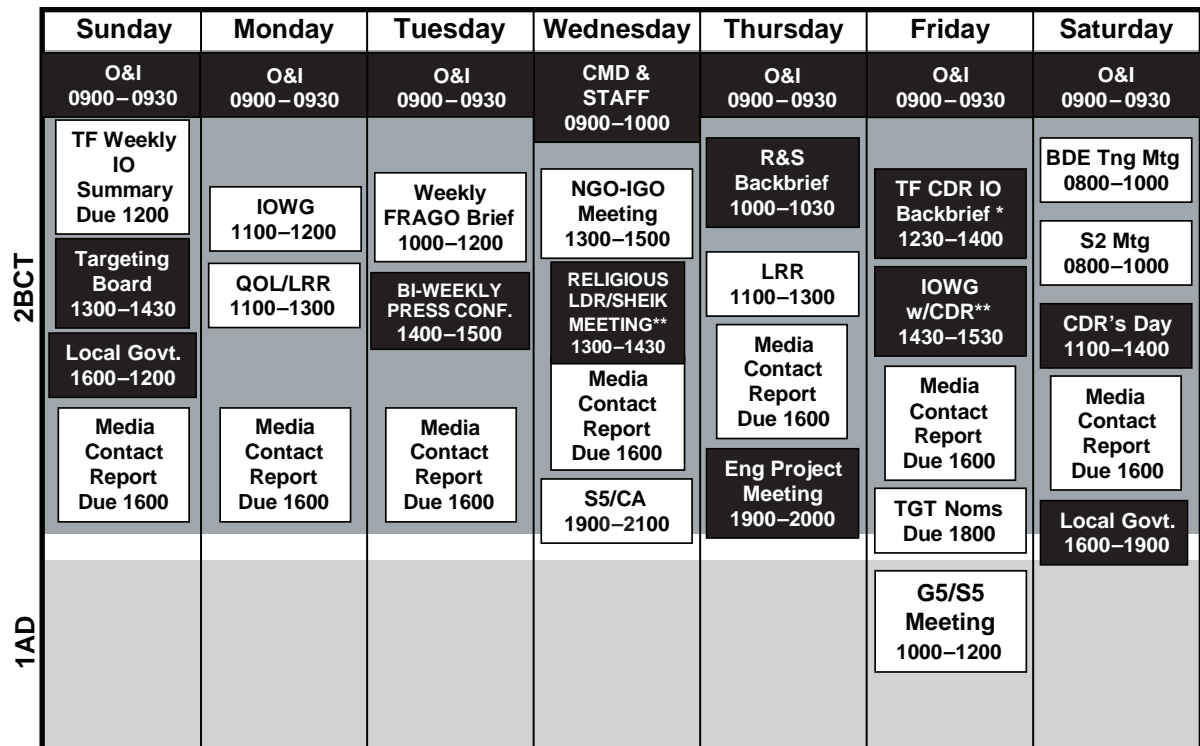 Sunday
Monday
Tuesday
Wednesday
Thursday
Friday
Saturday
2BCT
O&I
0900–0930
TF Weekly
IO
Summary
Due 1200
Targeting
Board
1300–1430
Local Govt.
1600–1200
Media
Contact
Report
Due 1600
O&I
0900–0930
IOWG
1100–1200
QOL/LRR
1100–1300
Media
Contact
Report
Due 1600
O&I
0900–0930
Weekly
FRAGO Brief
1000–1200
BI-WEEKLY
PRESS CONF.
1400–1500
Media
Contact
Report
Due 1600
CMD &
STAFF
0900–1000
NGO-IGO
Meeting
1300–1500
RELIGIOUS
LDR/SHEIK
MEETING**
1300–1430
Media
Contact
Report
Due 1600
S5/CA
1900–2100
O&I
0900–0930
R&S
Backbrief
1000–1030
LRR
1100–1300
Media
Contact
Report
Due 1600
Eng Project
Meeting
1900–2000
O&I
0900–0930
TF CDR IO
Backbrief *
1230–1400
IOWG
w/CDR**
1430–1530
Media
Contact
Report
Due 1600
TGT Noms
Due 1800
O&I
0900–0930
BDE Tng Mtg
0800–1000
S2 Mtg
0800–1000
CDR's Day
1100–1400
Media
Contact
Report
Due 1600
Local Govt.
1600–1900
1AD
G5/S5
Meeting
1000–1200